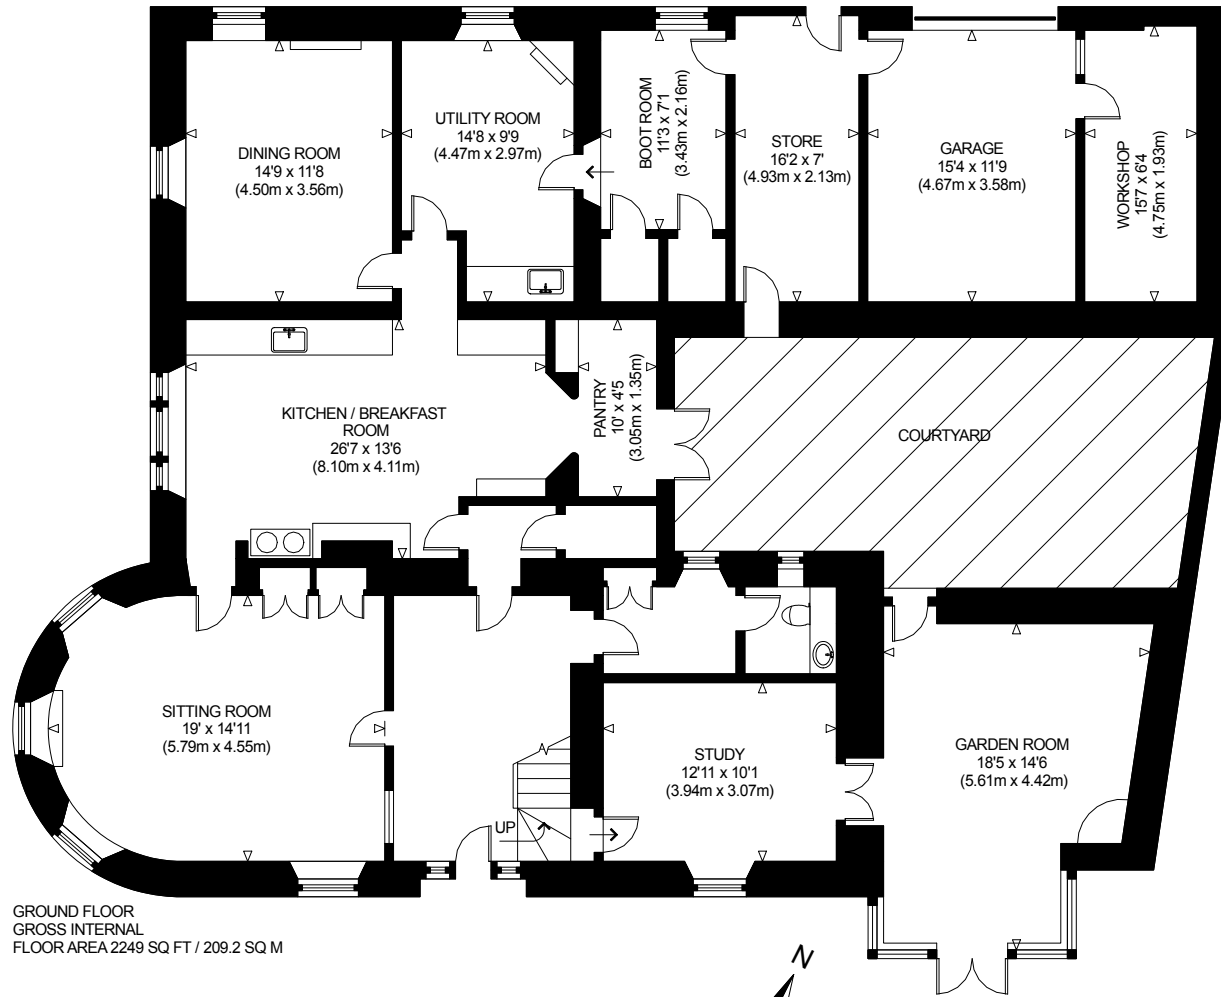 DINING ROOM
14'9 x 11'8
(4.50m x 3.56m)
UTILITY ROOM
14'8 x 9'9
(4.47m x 2.97m)
BOOT ROOM
11'3 x 7'1
(3.43m x 2.16m)
STORE
16'2 x 7'
(4.93m x 2.13m)
GARAGE
15'4 x 11'9
(4.67m x 3.58m)
WORKSHOP
15'7 x 6'4
(4.75m x 1.93m)
KITCHEN / BREAKFAST
ROOM
26'7 x 13'6
(8.10m x 4.11m)
PANTRY
10' x 4'5
(3.05m x 1.35m)
COURTYARD
SITTING ROOM
19' x 14'11
(5.79m x 4.55m)
UP
STUDY
12'11 x 10'1
(3.94m x 3.07m)
GARDEN ROOM
18'5 x 14'6
(5.61m x 4.42m)
GROUND FLOOR
GROSS INTERNAL
FLOOR AREA 2249 SQ FT / 209.2 SQ M
N